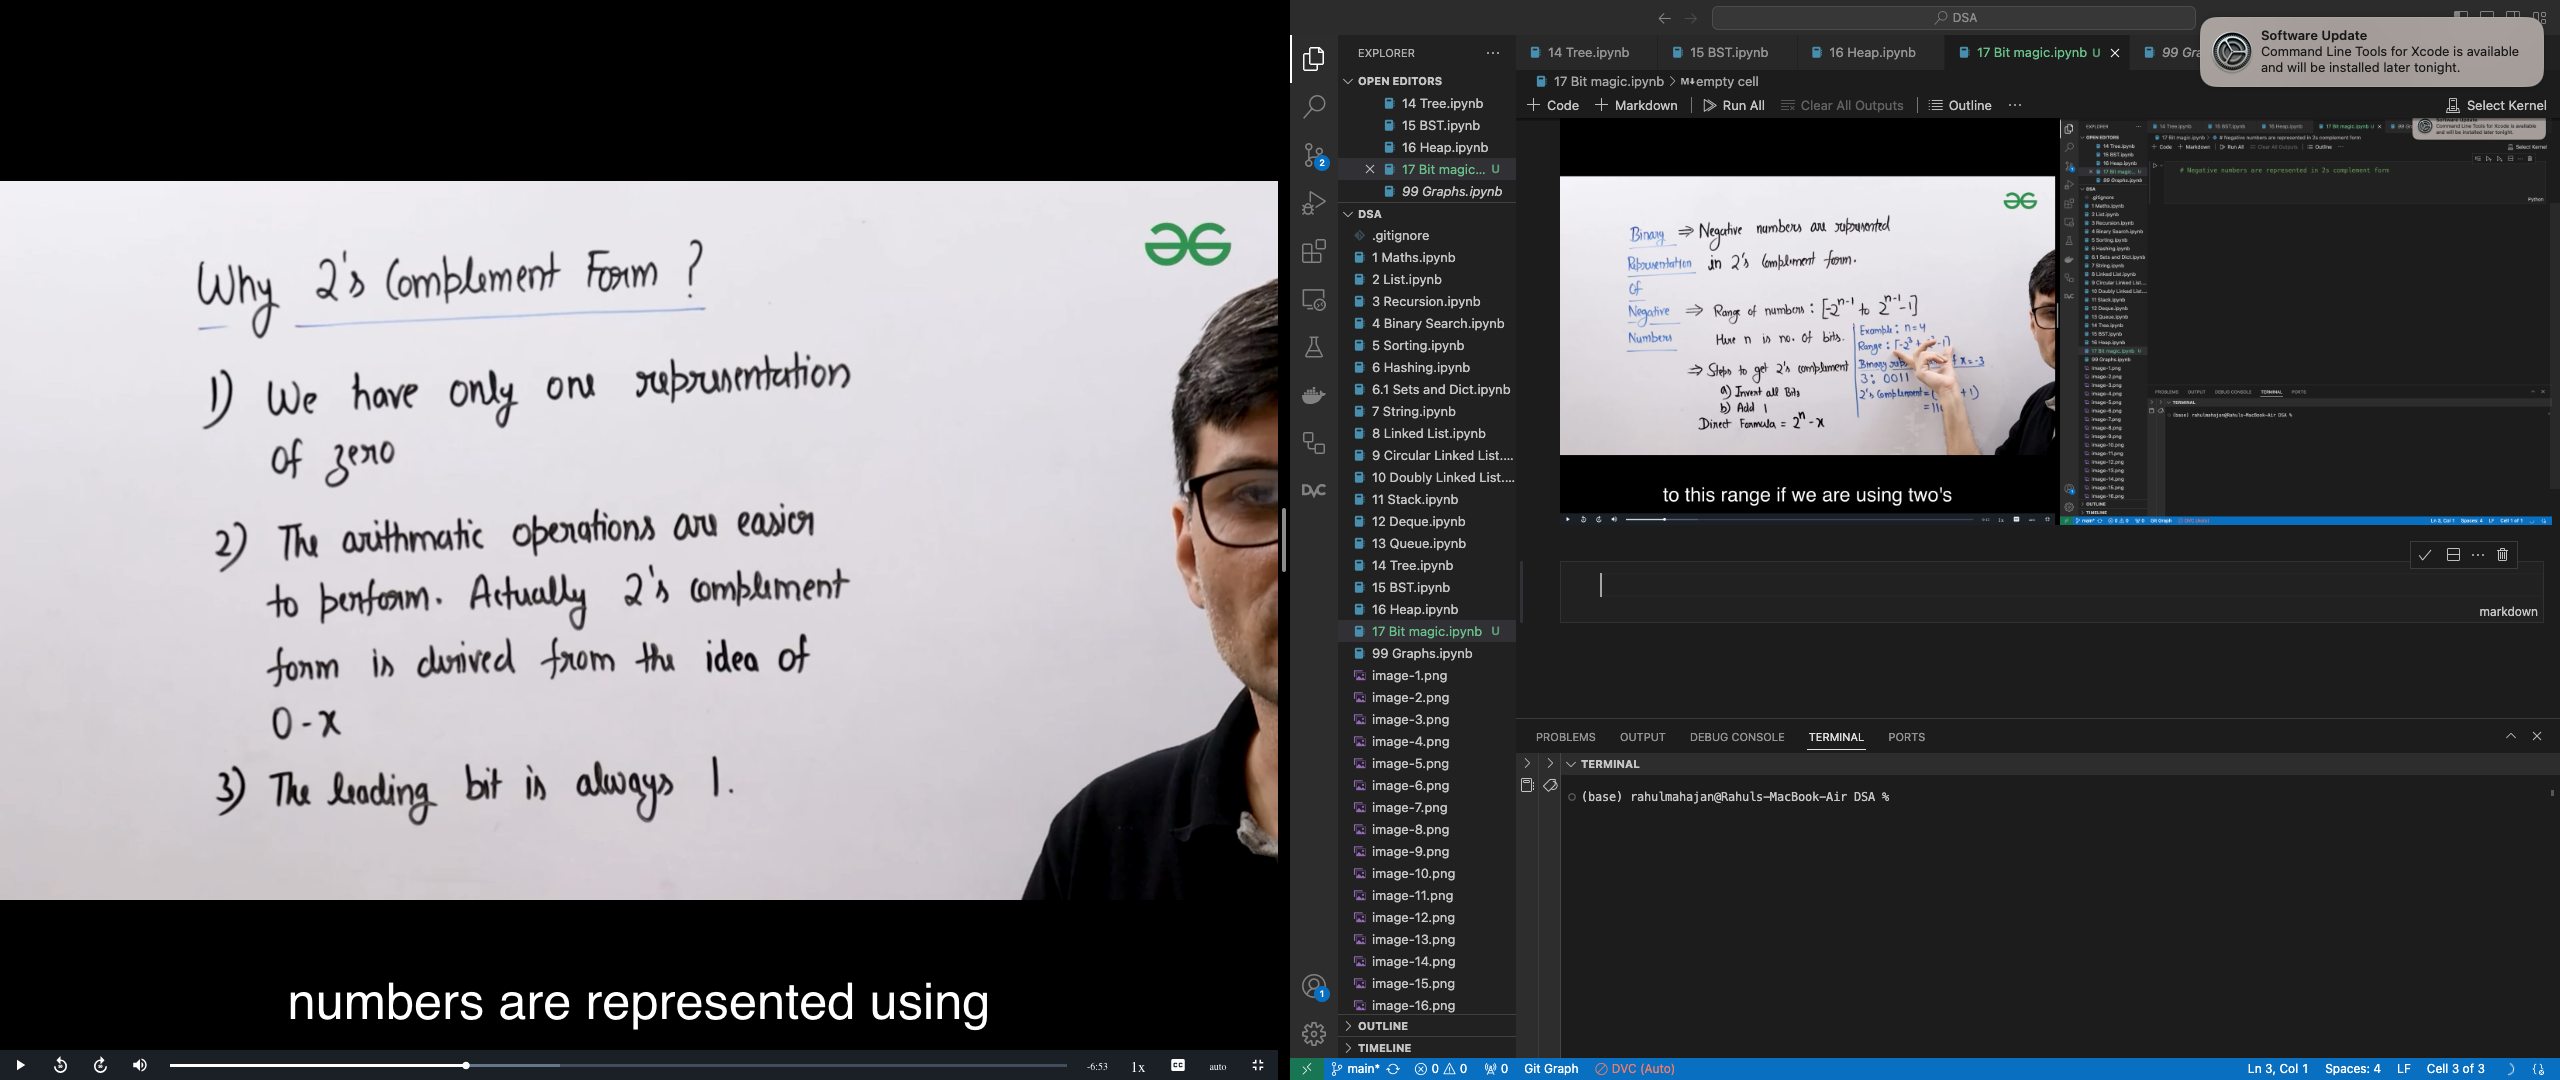 Why 2's Complement Form ?
1) We have only one representation
of zero
2) The arithmatic operations are easier
to perform. Actually 2's complement
form is derived from the idea of
0-x
3) The leading bit is always 1.
numbers are represented using
-6:53
1x
CC
auto
DSA
Software Update
Command Line Tools for Xcode is available
and will be installed later tonight.
EXPLORER
14 Tree.ipynb
15 BST.ipynb
16 Heap.ipynb
17 Bit magic.ipynb U
99 Gra
OPEN EDITORS
14 Tree.ipynb
15 BST.ipynb
16 Heap.ipynb
17 Bit magic... U
99 Graphs.ipynb
DSA
.gitignore
1 Maths.ipynb
2 List.ipynb
3 Recursion.ipynb
4 Binary Search.ipynb
5 Sorting.ipynb
6 Hashing.ipynb
6.1 Sets and Dict.ipynb
7 String.ipynb
8 Linked List.ipynb
9 Circular Linked List....
10 Doubly Linked List....
11 Stack.ipynb
12 Deque.ipynb
13 Queue.ipynb
14 Tree.ipynb
15 BST.ipynb
16 Heap.ipynb
17 Bit magic.ipynb U
99 Graphs.ipynb
image-1.png
image-2.png
image-3.png
image-4.png
image-5.png
image-6.png
image-7.png
image-8.png
image-9.png
image-10.png
image-11.png
image-12.png
image-13.png
image-14.png
image-15.png
image-16.png
OUTLINE
TIMELINE
2
1
DVC
17 Bit magic.ipynb > M↓empty cell
+ Code + Markdown Run All Clear All Outputs Outline ...
Select Kernel
Binary ⇒ Negative numbers are represented
Representation in 2's complement form.
Of
Negative ⇒ Range of numbers : [-2^{n-1} to 2^{n-1}-1]
Numbers Here n is no. of bits.
Example : n=4
⇒ Steps to get 2's complement
a) Invert all Bits
b) Add 1
Direct Formula = 2^n - x
3 : 0011
2's complement =
to this range if we are using two's
# Negative numbers are represented in 2s complement form
markdown
PROBLEMS OUTPUT DEBUG CONSOLE TERMINAL PORTS
TERMINAL
(base) rahulmahajan@Rahuls-MacBook-Air DSA %
main* 0 0 0 Git Graph DVC (Auto)
Ln 3, Col 1 Spaces: 4 LF Cell 3 of 3